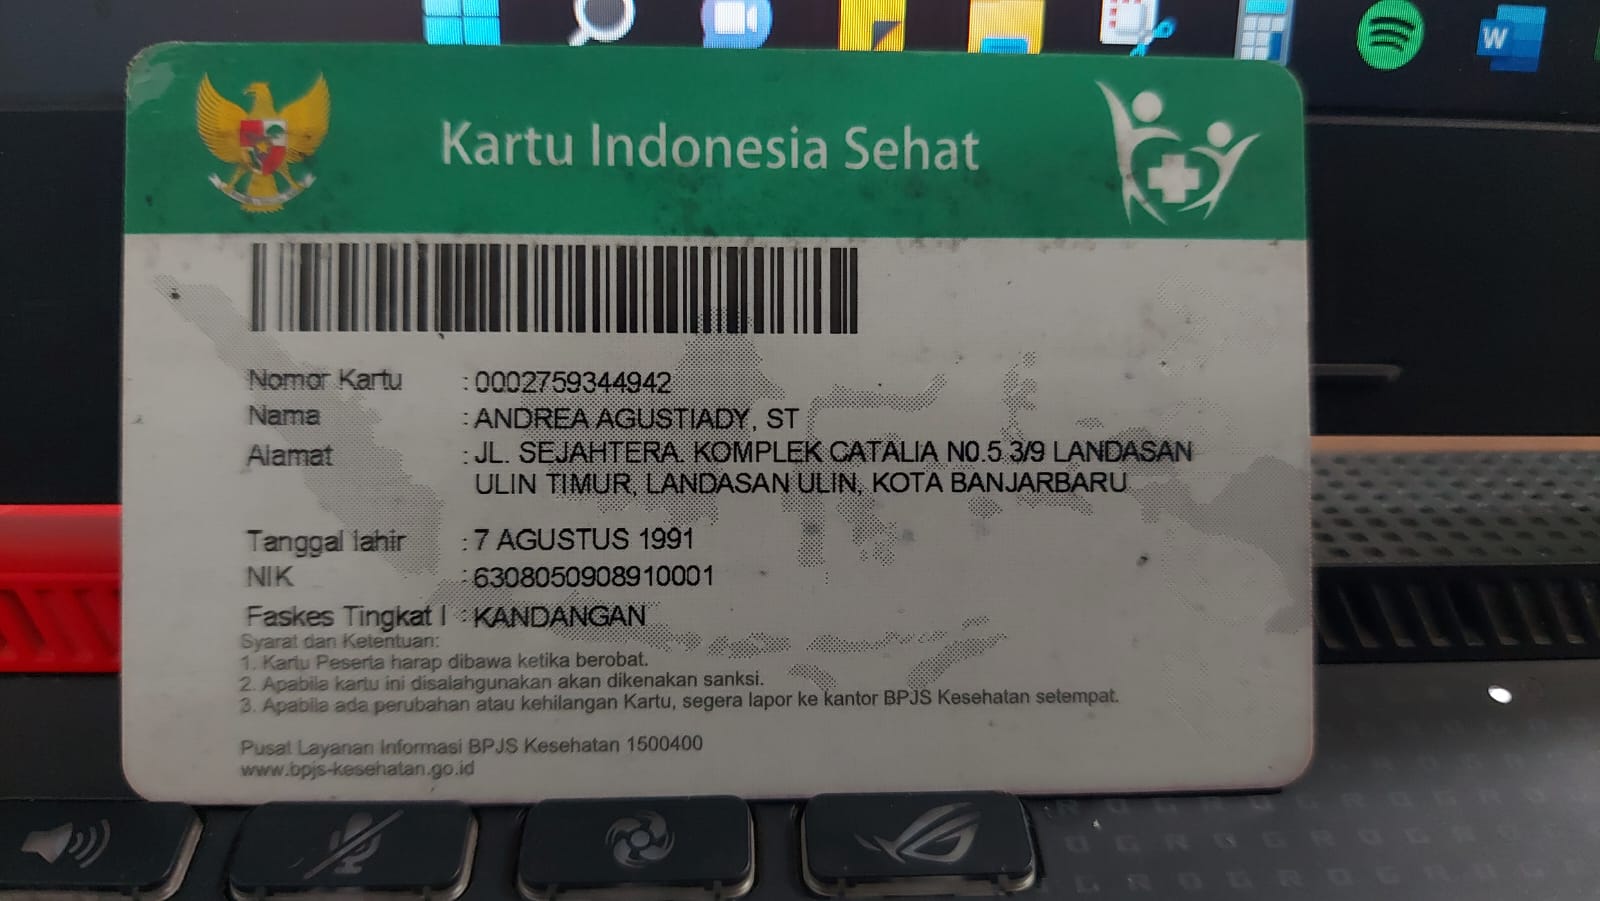 Kartu Indonesia Sehat
Nomor Kartu : 0002759344942
Nama : ANDREA AGUSTIADY, ST
Alamat : JL. SEJAHTERA. KOMPLEK CATALIA N0.5 3/9 LANDASAN
ULIN TIMUR, LANDASAN ULIN, KOTA BANJARBARU
Tanggal lahir : 7 AGUSTUS 1991
NIK : 6308050908910001
Faskes Tingkat I : KANDANGAN
Syarat dan Ketentuan:
1. Kartu Peserta harap dibawa ketika berobat.
2. Apabila kartu ini disalahgunakan akan dikenakan sanksi.
3. Apabila ada perubahan atau kehilangan Kartu, segera lapor ke kantor BPJS Kesehatan setempat.
Pusat Layanan Informasi BPJS Kesehatan 1500400
www.bpjs-kesehatan.go.id